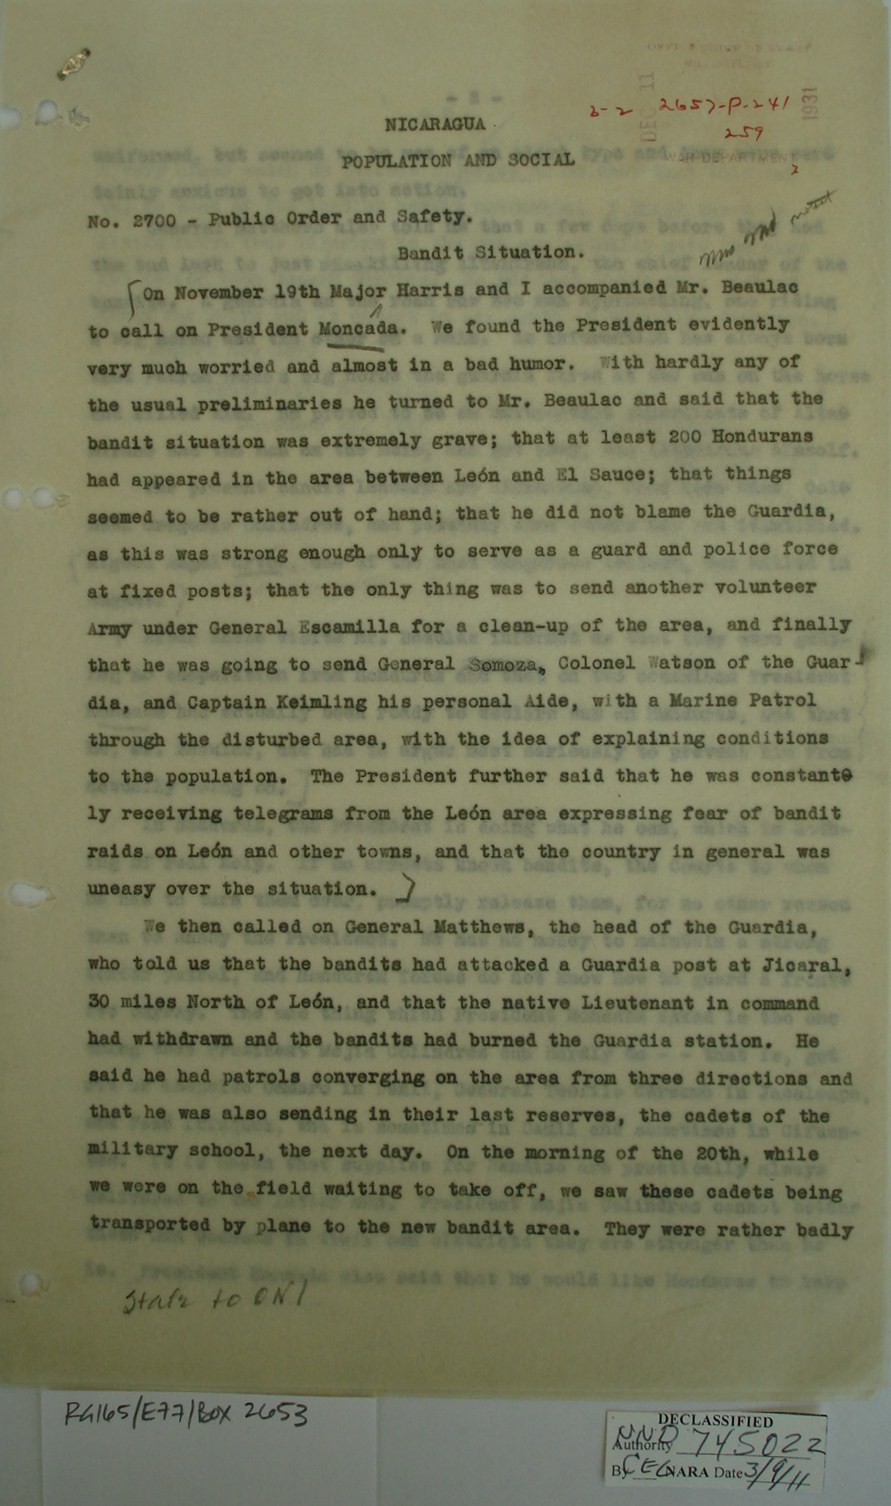 DEC 11 1931
2-2 2657-P-241
259
WAR DEPARTMENT
2
NICARAGUA
POPULATION AND SOCIAL
No. 2700 - Public Order and Safety.
Bandit Situation.
On November 19th Major Harris and I accompanied Mr. Beaulac
to call on President Moncada. We found the President evidently
very much worried and almost in a bad humor. With hardly any of
the usual preliminaries he turned to Mr. Beaulac and said that the
bandit situation was extremely grave; that at least 200 Hondurans
had appeared in the area between León and El Sauce; that things
seemed to be rather out of hand; that he did not blame the Guardia,
as this was strong enough only to serve as a guard and police force
at fixed posts; that the only thing was to send another volunteer
Army under General Escamilla for a clean-up of the area, and finally
that he was going to send General Somoza, Colonel Watson of the Guar-
dia, and Captain Keimling his personal Aide, with a Marine Patrol
through the disturbed area, with the idea of explaining conditions
to the population. The President further said that he was constant-
ly receiving telegrams from the León area expressing fear of bandit
raids on León and other towns, and that the country in general was
uneasy over the situation.
We then called on General Matthews, the head of the Guardia,
who told us that the bandits had attacked a Guardia post at Jicaral,
30 miles North of León, and that the native Lieutenant in command
had withdrawn and the bandits had burned the Guardia station. He
said he had patrols converging on the area from three directions and
that he was also sending in their last reserves, the cadets of the
military school, the next day. On the morning of the 20th, while
we were on the field waiting to take off, we saw these cadets being
transported by plane to the new bandit area. They were rather badly
State to ONI
RG165/E77/BOX 2653
DECLASSIFIED
Authority NND 745022
By CEG NARA Date 3/9/11